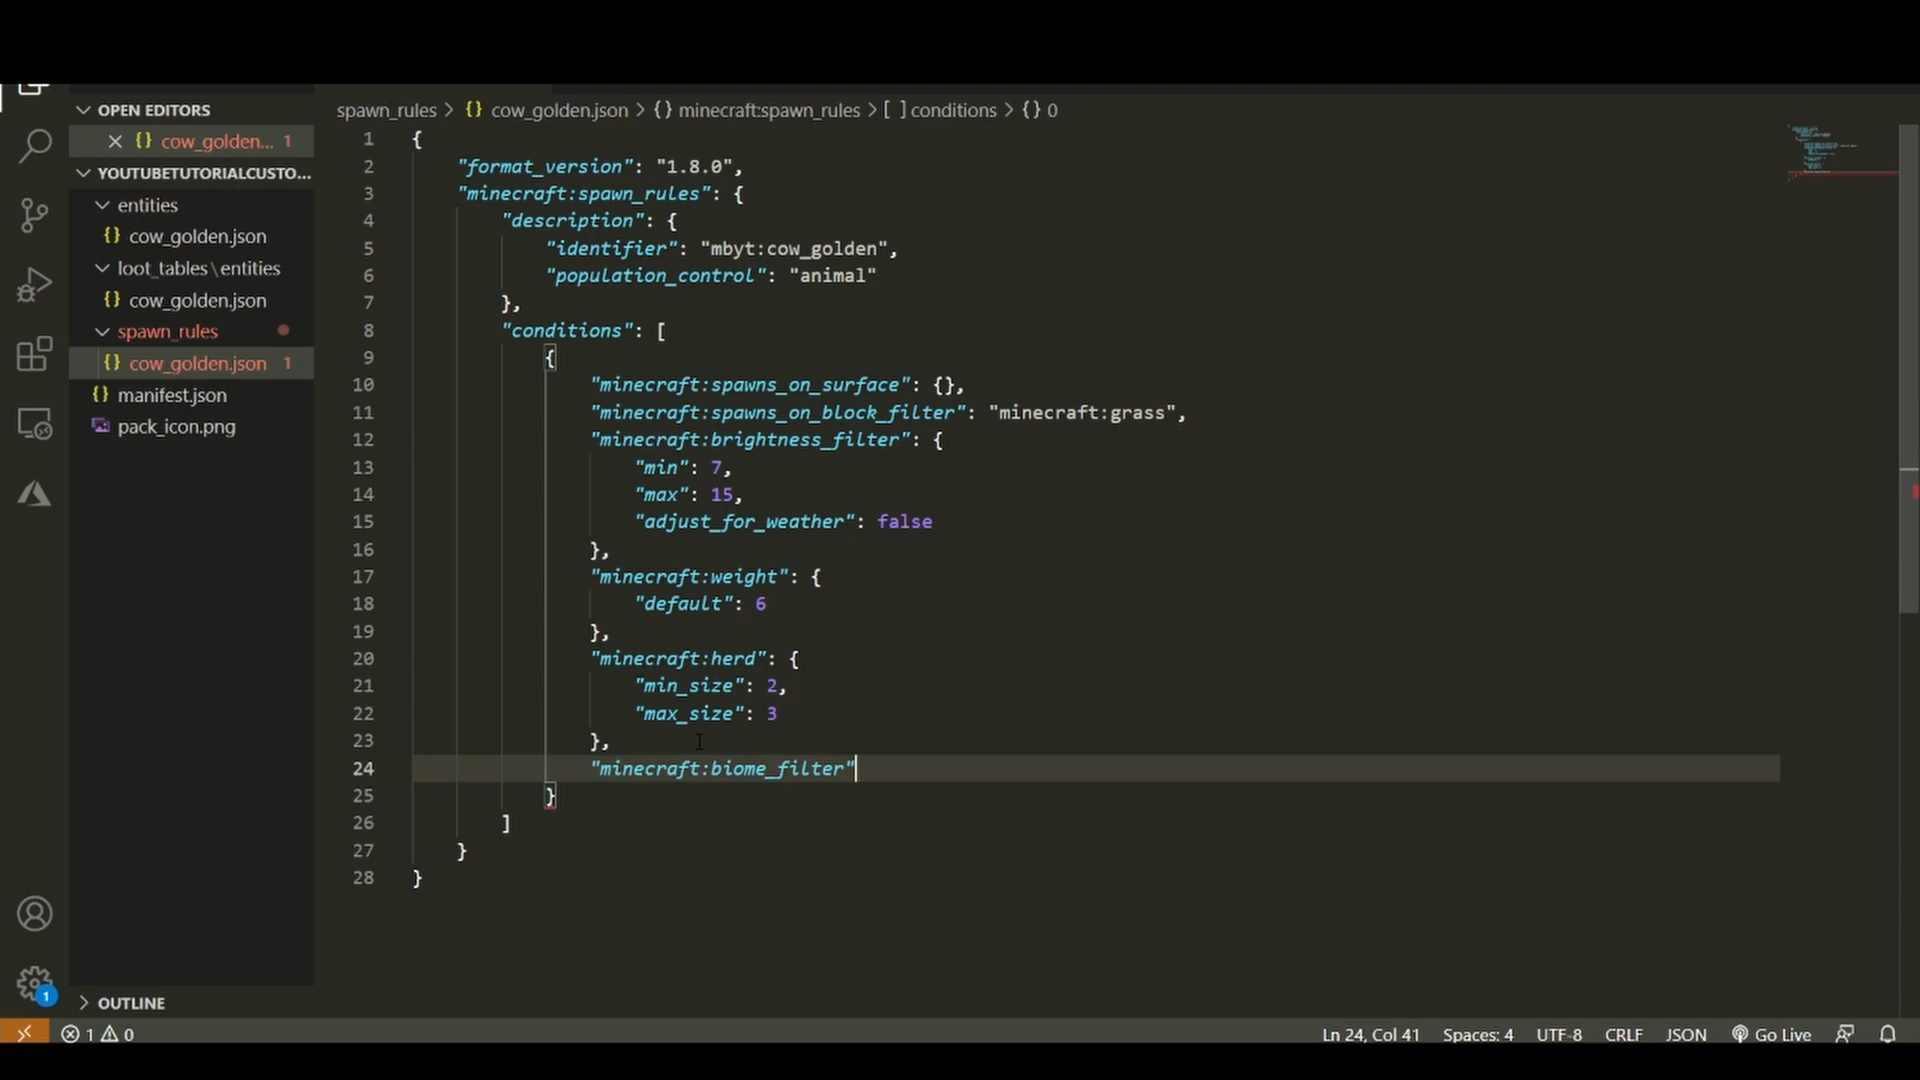 OPEN EDITORS
cow_golden... 1
YOUTUBETUTORIALCUSTO...
entities
cow_golden.json
loot_tables\entities
cow_golden.json
spawn_rules
cow_golden.json 1
manifest.json
pack_icon.png
OUTLINE
spawn_rules > {} cow_golden.json > {} minecraft:spawn_rules > [ ] conditions > {} 0
1 {
2 "format_version": "1.8.0",
3 "minecraft:spawn_rules": {
4 "description": {
5 "identifier": "mbyt:cow_golden",
6 "population_control": "animal"
7 },
8 "conditions": [
9 {
10 "minecraft:spawns_on_surface": {},
11 "minecraft:spawns_on_block_filter": "minecraft:grass",
12 "minecraft:brightness_filter": {
13 "min": 7,
14 "max": 15,
15 "adjust_for_weather": false
16 },
17 "minecraft:weight": {
18 "default": 6
19 },
20 "minecraft:herd": {
21 "min_size": 2,
22 "max_size": 3
23 },
24 "minecraft:biome_filter"
25 }
26 ]
27 }
28 }
1
1 0
Ln 24, Col 41 Spaces: 4 UTF-8 CRLF JSON Go Live